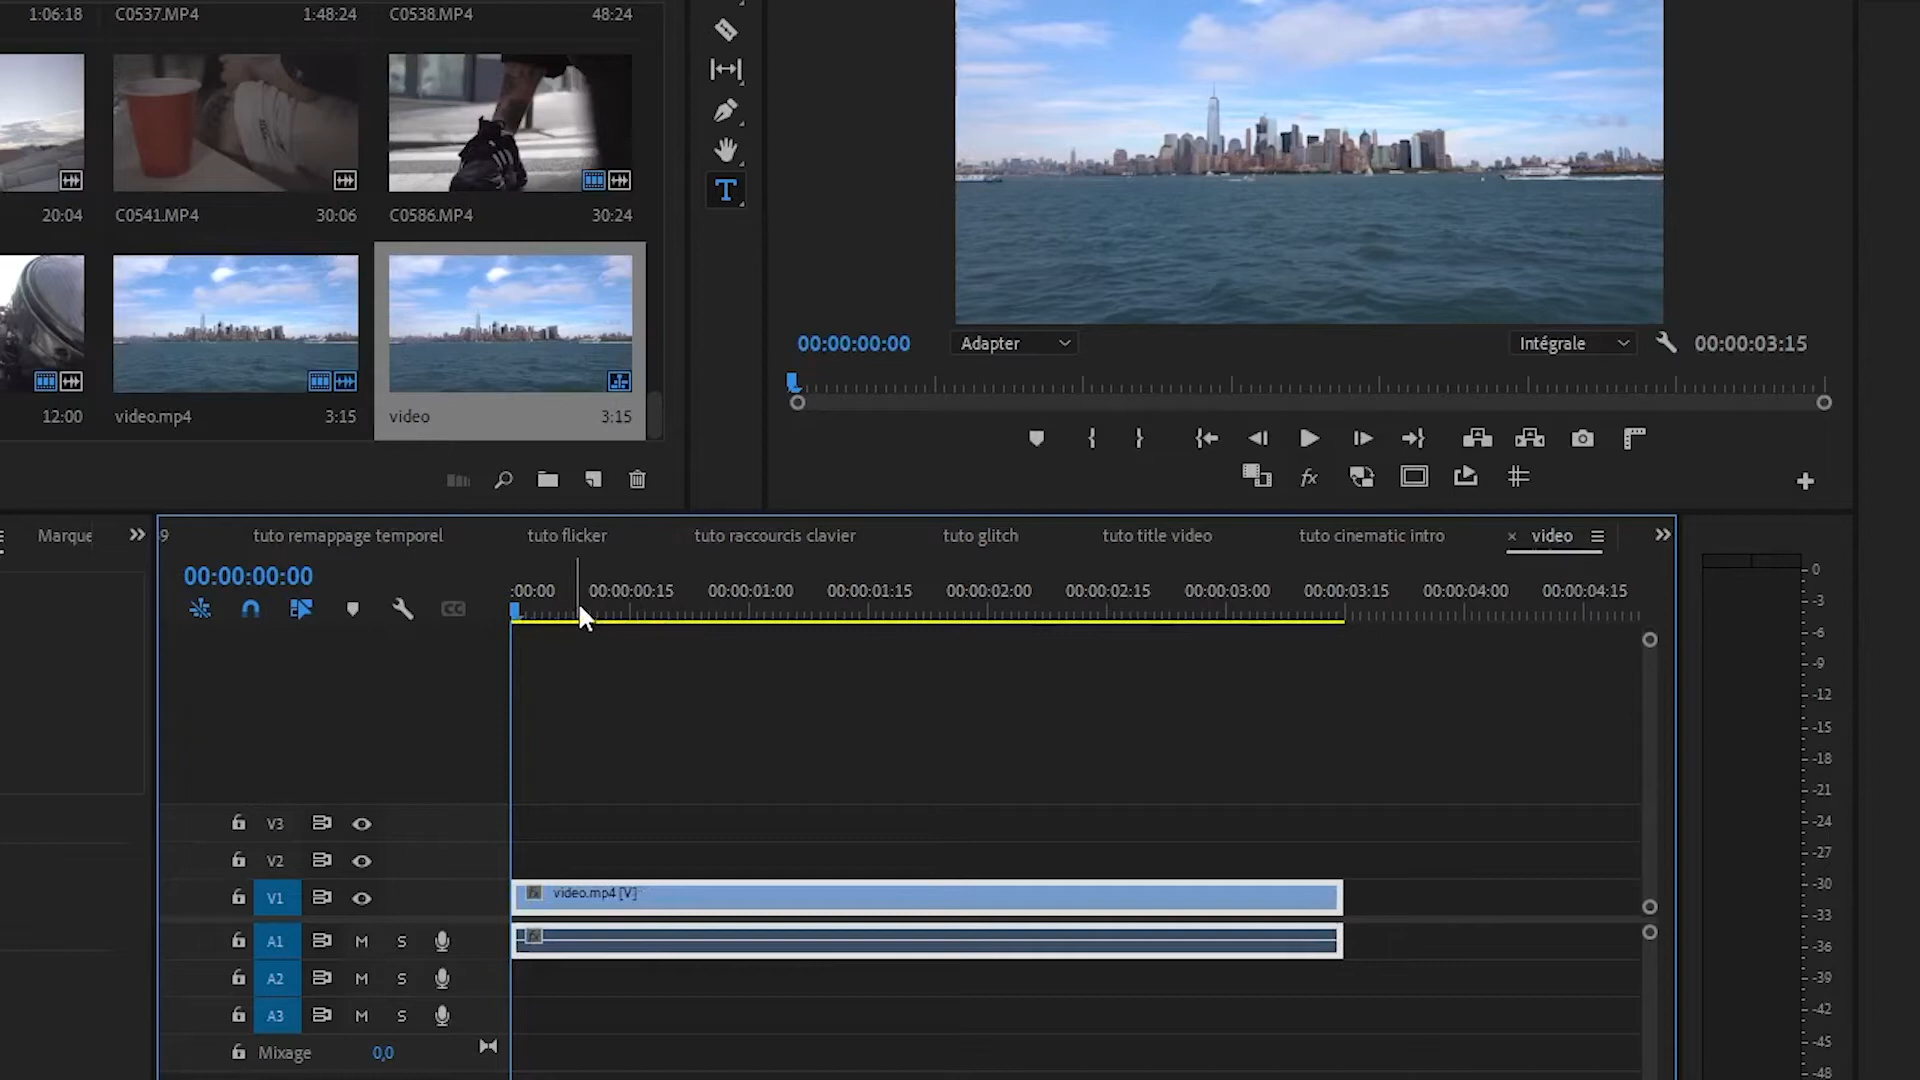 1:06:18 C0537.MP4 1:48:24 C0538.MP4 48:24
20:04 C0541.MP4 30:06 C0586.MP4 30:24
12:00 video.mp4 3:15 video 3:15
T
00:00:00:00 Adapter Intégrale 00:00:03:15
fx
Marque 9 tuto remappage temporel tuto flicker tuto raccourcis clavier tuto glitch tuto title video tuto cinematic intro × video
00:00:00:00
:00:00 00:00:00:15 00:00:01:00 00:00:01:15 00:00:02:00 00:00:02:15 00:00:03:00 00:00:03:15 00:00:04:00 00:00:04:15
CC
V3
V2
V1 fx video.mp4 [V]
A1 M S fx
A2 M S
A3 M S
Mixage 0,0
0
-3
-6
-9
-12
-15
-18
-21
-24
-27
-30
-33
-36
-39
-42
-45
-48